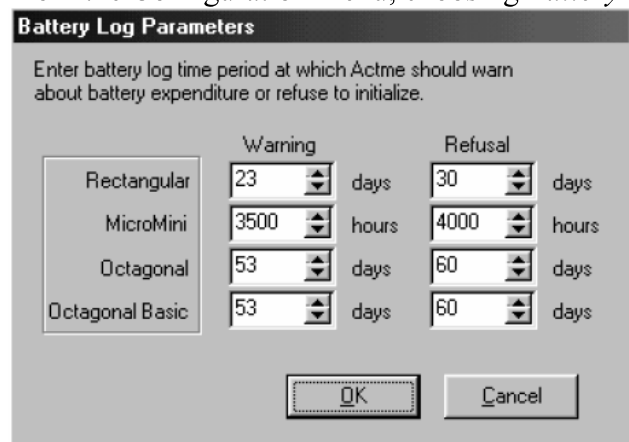 Battery Log Parameters
Enter battery log time period at which Actme should warn
about battery expenditure or refuse to initialize.
Warning Refusal
Rectangular 23 days 30 days
MicroMini 3500 hours 4000 hours
Octagonal 53 days 60 days
Octagonal Basic 53 days 60 days
OK Cancel